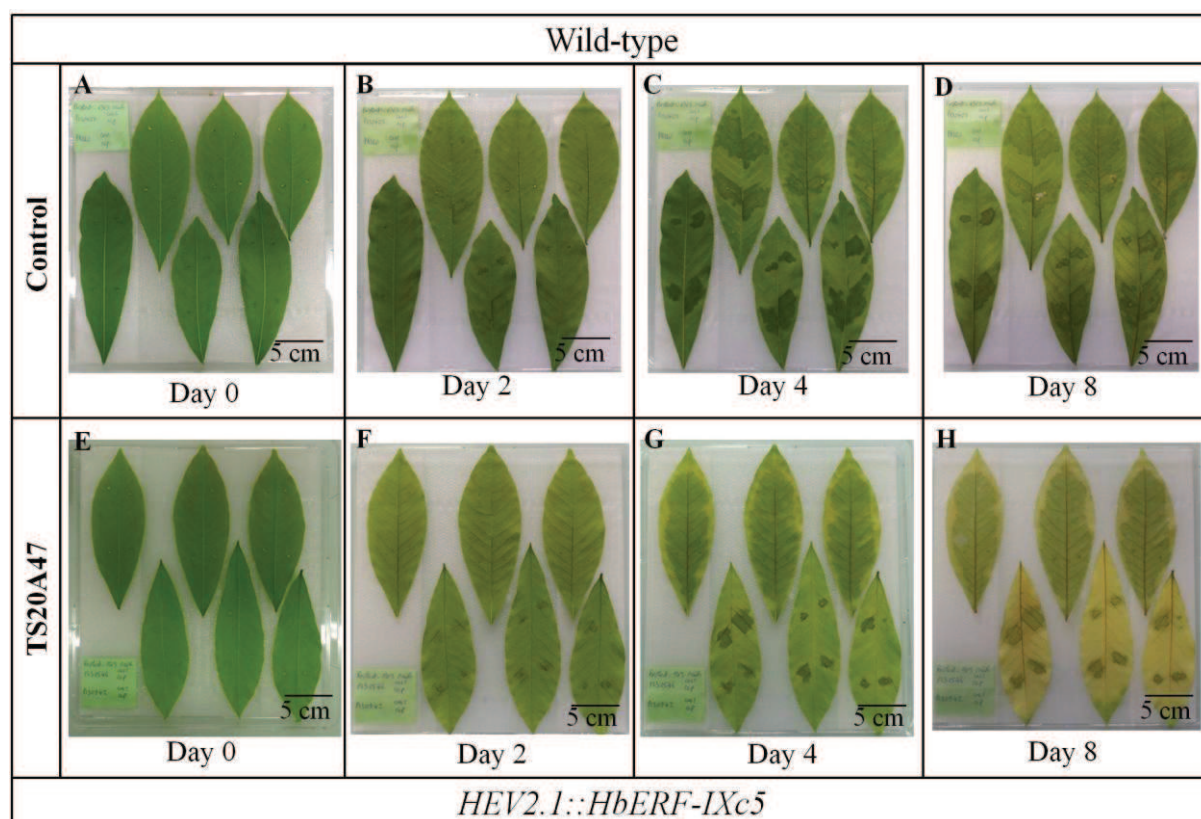 Wild-type
Control
A
B
C
D
5 cm
5 cm
5 cm
5 cm
Day 0
Day 2
Day 4
Day 8
TS20A47
E
F
G
H
5 cm
5 cm
5 cm
5 cm
Day 0
Day 2
Day 4
Day 8
HEV2.1::HbERF-IXc5